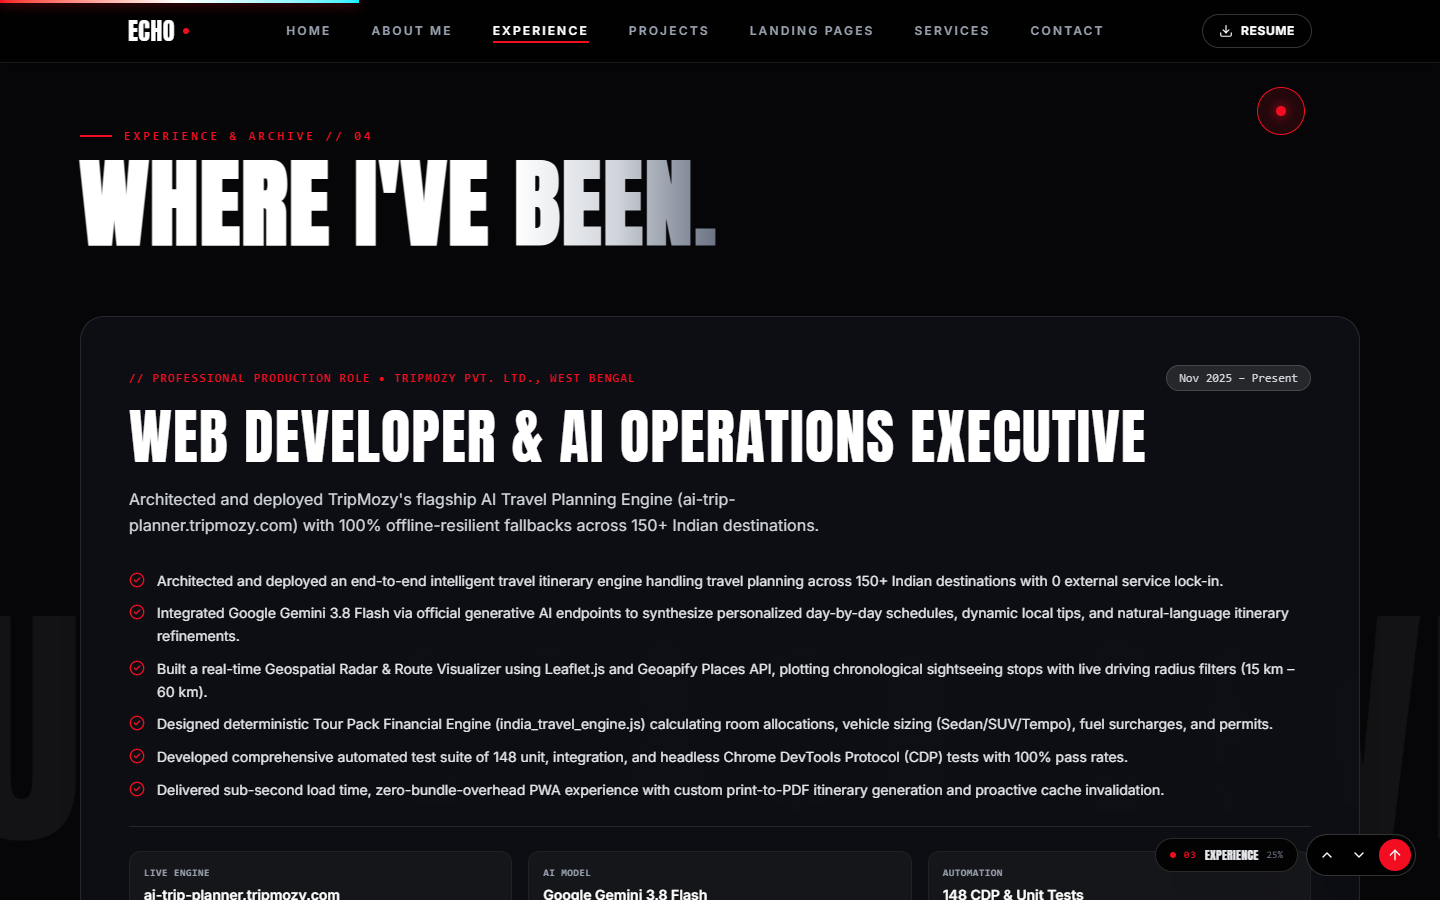 ECHO
HOME
ABOUT ME
EXPERIENCE
PROJECTS
LANDING PAGES
SERVICES
CONTACT
RESUME
EXPERIENCE & ARCHIVE // 04
WHERE I'VE BEEN.
// PROFESSIONAL PRODUCTION ROLE • TRIPMOZY PVT. LTD., WEST BENGAL
Nov 2025 – Present
WEB DEVELOPER & AI OPERATIONS EXECUTIVE
Architected and deployed TripMozy's flagship AI Travel Planning Engine (ai-trip-
planner.tripmozy.com) with 100% offline-resilient fallbacks across 150+ Indian destinations.
Architected and deployed an end-to-end intelligent travel itinerary engine handling travel planning across 150+ Indian destinations with 0 external service lock-in.
Integrated Google Gemini 3.8 Flash via official generative AI endpoints to synthesize personalized day-by-day schedules, dynamic local tips, and natural-language itinerary
refinements.
Built a real-time Geospatial Radar & Route Visualizer using Leaflet.js and Geoapify Places API, plotting chronological sightseeing stops with live driving radius filters (15 km –
60 km).
Designed deterministic Tour Pack Financial Engine (india_travel_engine.js) calculating room allocations, vehicle sizing (Sedan/SUV/Tempo), fuel surcharges, and permits.
Developed comprehensive automated test suite of 148 unit, integration, and headless Chrome DevTools Protocol (CDP) tests with 100% pass rates.
Delivered sub-second load time, zero-bundle-overhead PWA experience with custom print-to-PDF itinerary generation and proactive cache invalidation.
LIVE ENGINE
ai-trip-planner.tripmozy.com
AI MODEL
Google Gemini 3.8 Flash
AUTOMATION
148 CDP & Unit Tests
03 EXPERIENCE 25%